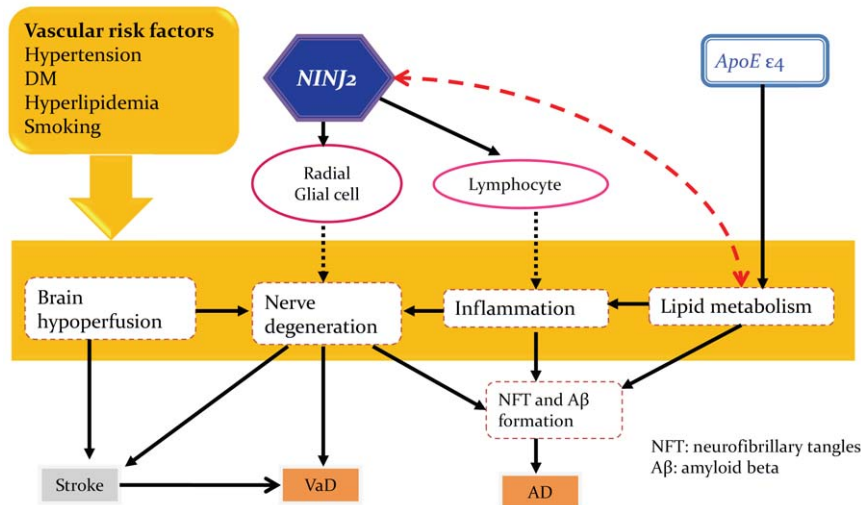 Vascular risk factors
Hypertension
DM
Hyperlipidemia
Smoking
NINJ2
ApoE ε4
Radial
Glial cell
Lymphocyte
Brain
hypoperfusion
Nerve
degeneration
Inflammation
Lipid metabolism
NFT and Aβ
formation
NFT: neurofibrillary tangles
Aβ: amyloid beta
Stroke
VaD
AD